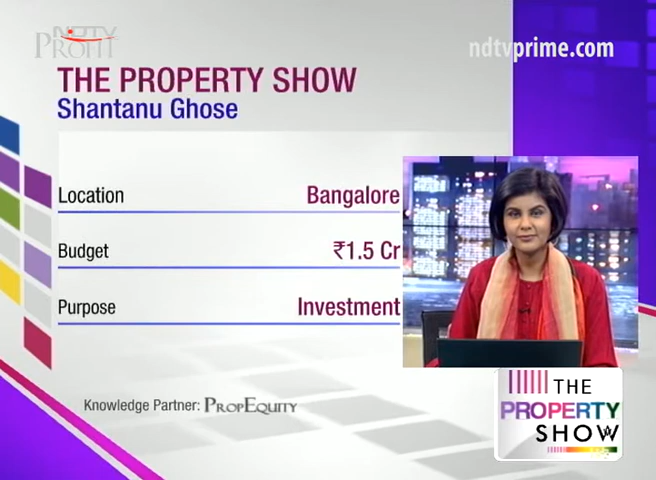 NDTV
PROFIT
ndtvprime.com
THE PROPERTY SHOW
Shantanu Ghose
Location Bangalore
Budget ₹1.5 Cr
Purpose Investment
Knowledge Partner: PROPEQUITY
THE
PROPERTY
SHOW